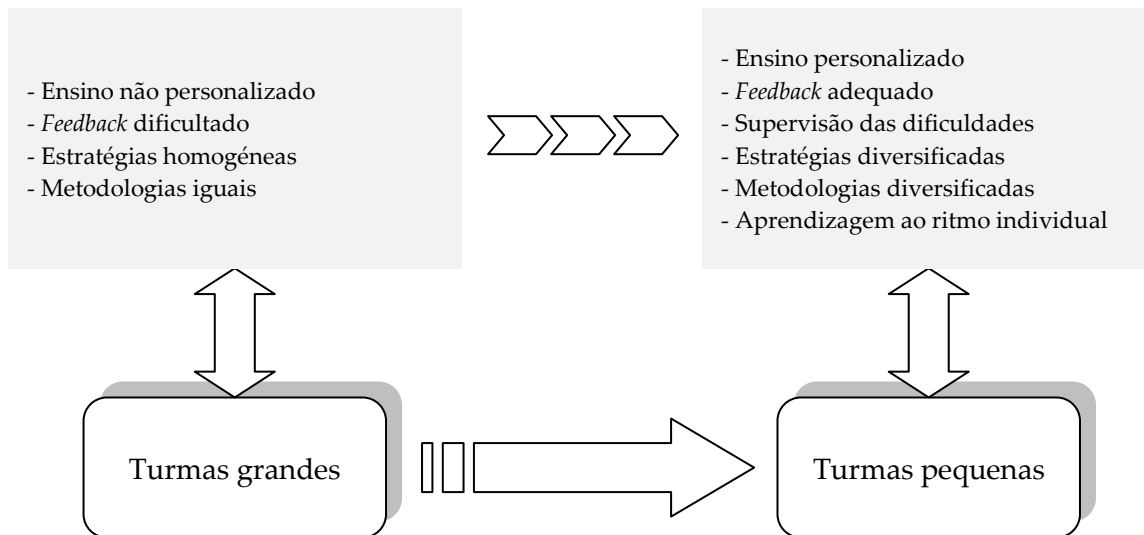 - Ensino não personalizado
- Feedback dificultado
- Estratégias homogéneas
- Metodologias iguais
- Ensino personalizado
- Feedback adequado
- Supervisão das dificuldades
- Estratégias diversificadas
- Metodologias diversificadas
- Aprendizagem ao ritmo individual
Turmas grandes
Turmas pequenas